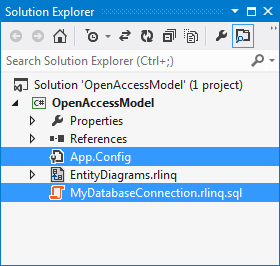 Solution Explorer
Search Solution Explorer (Ctrl+;)
Solution 'OpenAccessModel' (1 project)
C# OpenAccessModel
Properties
References
App.Config
EntityDiagrams.rlinq
MyDatabaseConnection.rlinq.sql